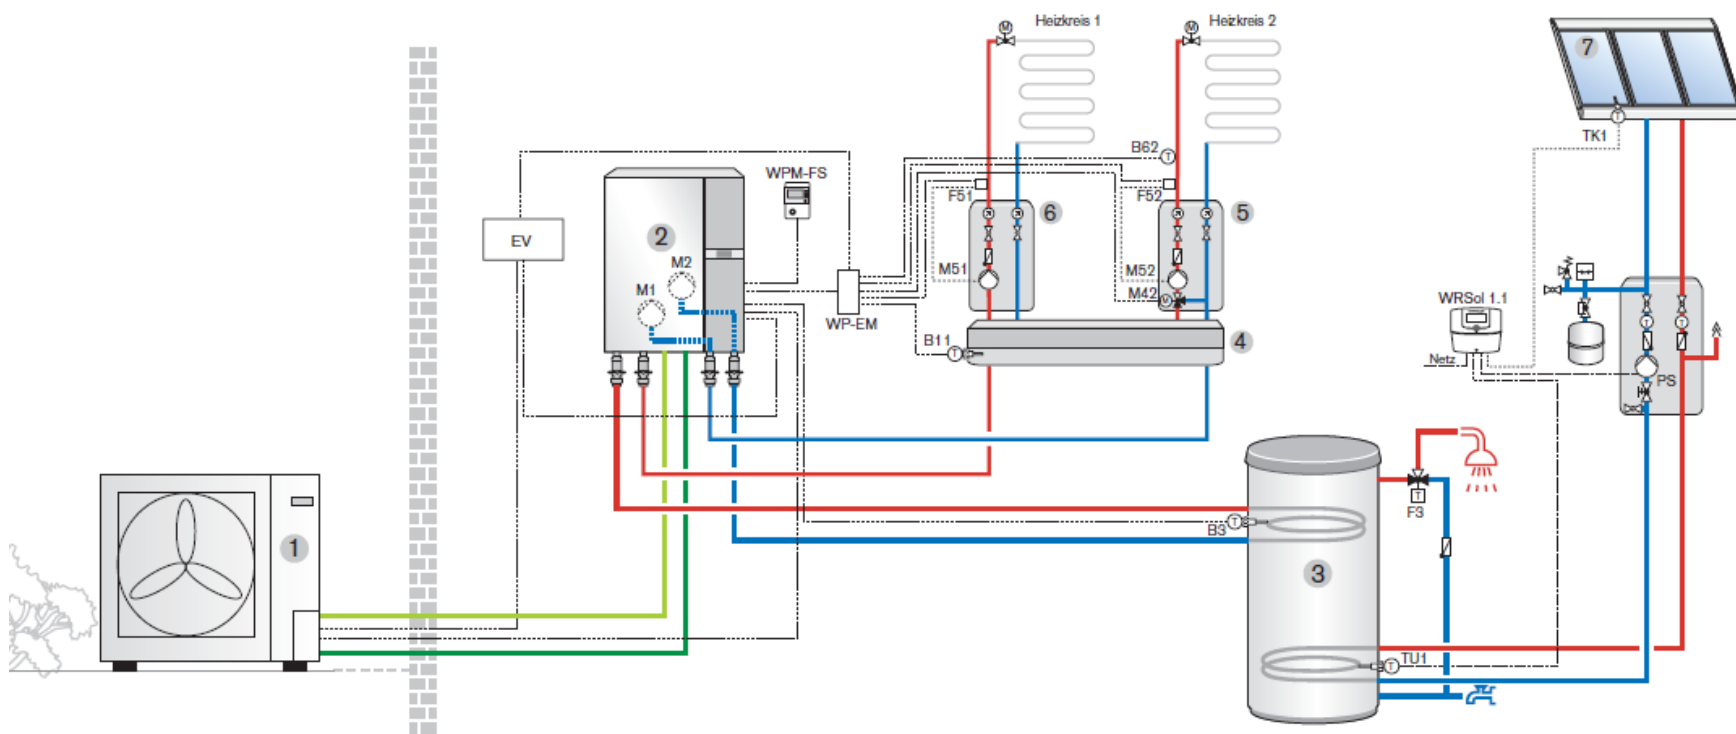 Heizkreis 1
Heizkreis 2
7
TK1
B62
WPM-FS
F51
F52
6
5
EV
2
M2
M1
M51
M52
M
M42
WP-EM
WRSol 1.1
B11
T
4
Netz
PS
F3
B3
1
3
TU1